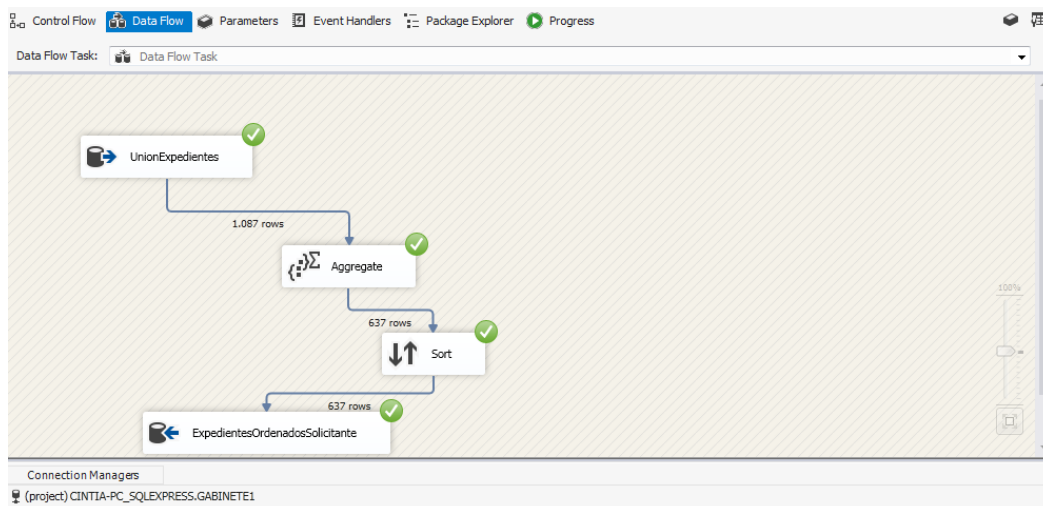 Control Flow Data Flow Parameters Event Handlers Package Explorer Progress
Data Flow Task: Data Flow Task
UnionExpedientes
1.087 rows
Aggregate
637 rows
Sort
637 rows
ExpedientesOrdenadosSolicitante
100%
Connection Managers
(project) CINTIA-PC_SQLEXPRESS.GABINETE1